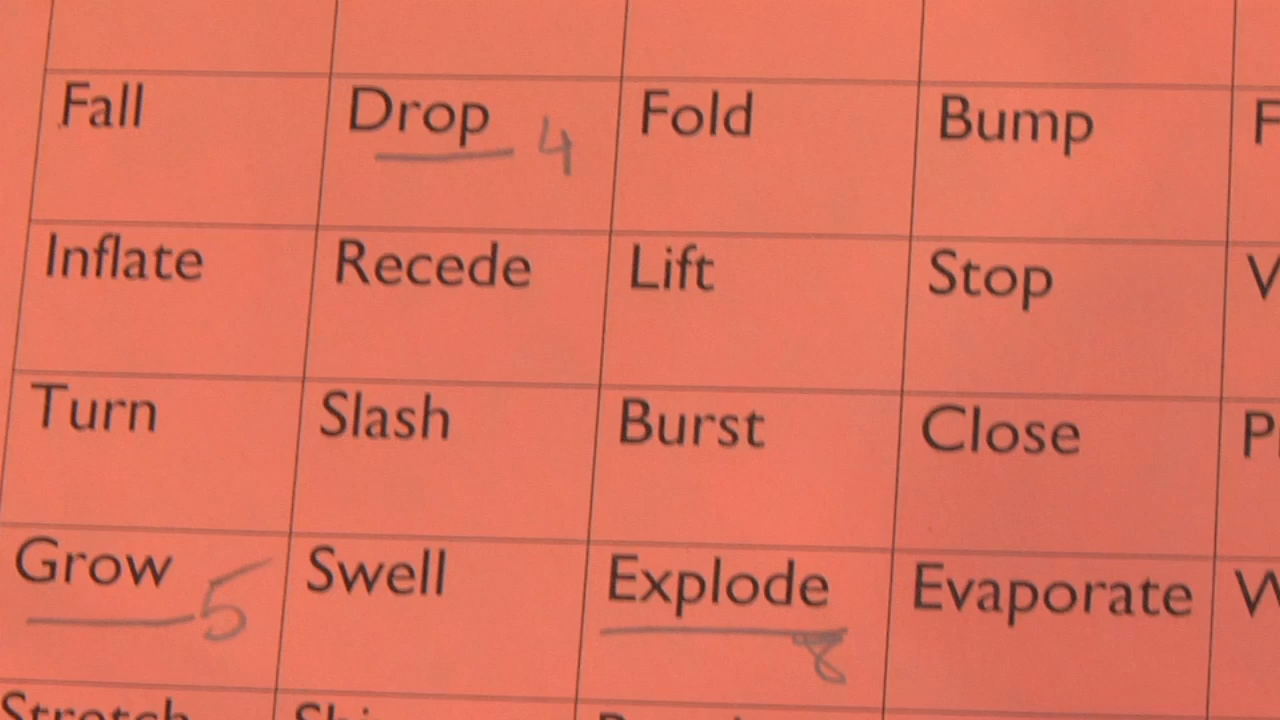 Fall Drop 4 Fold Bump
Inflate Recede Lift Stop
Turn Slash Burst Close
Grow 5 Swell Explode 8 Evaporate
Stretch